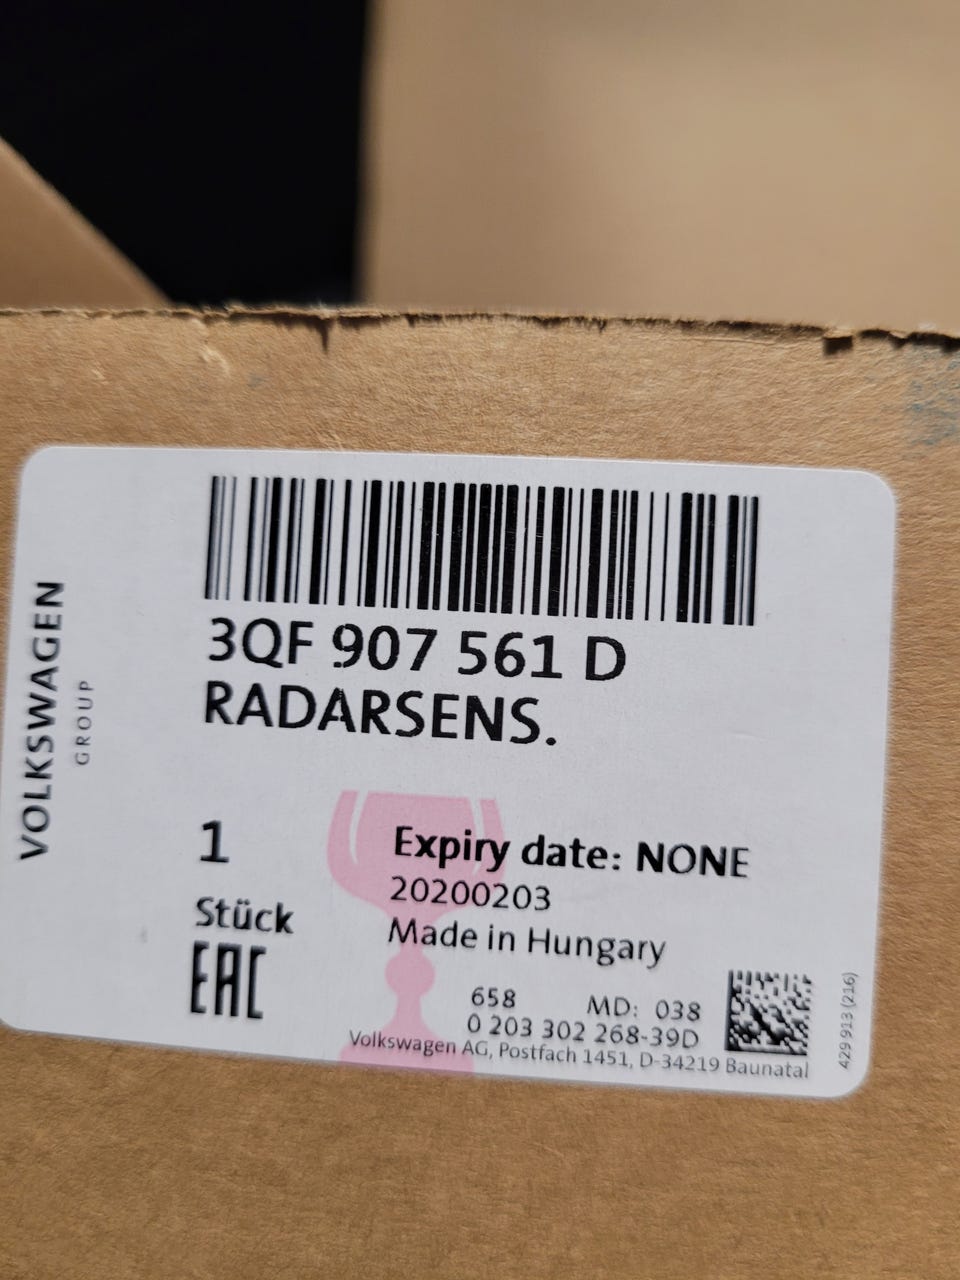 VOLKSWAGEN
GROUP
3QF 907 561 D
RADARSENS.
1
Stück
EAC
Expiry date: NONE
20200203
Made in Hungary
658 MD: 038
0 203 302 268-39D
Volkswagen AG, Postfach 1451, D-34219 Baunatal
429 913 (216)